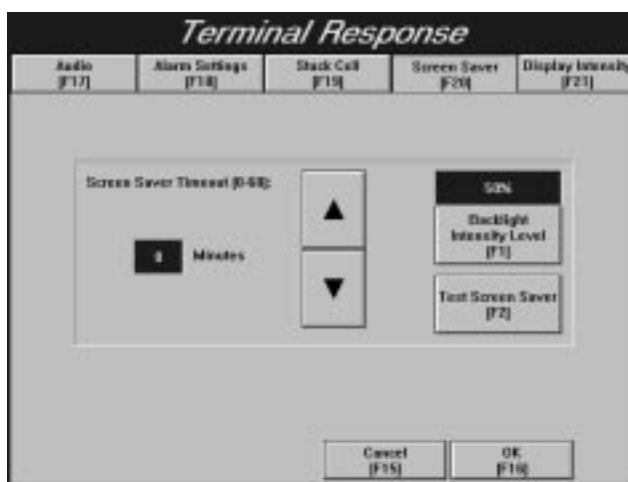 Terminal Response
Audio
[F17]
Alarm Settings
[F18]
Stuck Cell
[F19]
Screen Saver
[F20]
Display Intensity
[F21]
Screen Saver Timeout [0-60]:
0 Minutes
50%
Backlight
Intensity Level
[F1]
Test Screen Saver
[F2]
Cancel
[F15]
OK
[F16]